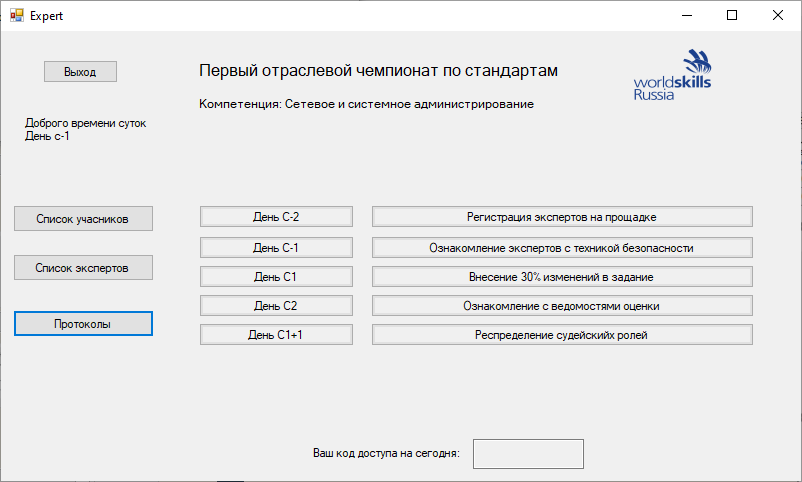 Expert
Выход
Первый отраслевой чемпионат по стандартам
worldskills
Russia
Компетенция: Сетевое и системное администрирование
Доброго времени суток
День с-1
Список учасников
День С-2
Регистрация экспертов на прощадке
День С-1
Ознакомление экспертов с техникой безопасности
Список экспертов
День С1
Внесение 30% изменений в задание
День С2
Ознакомление с ведомостями оценки
Протоколы
День С1+1
Респределение судейскийх ролей
Ваш код доступа на сегодня: